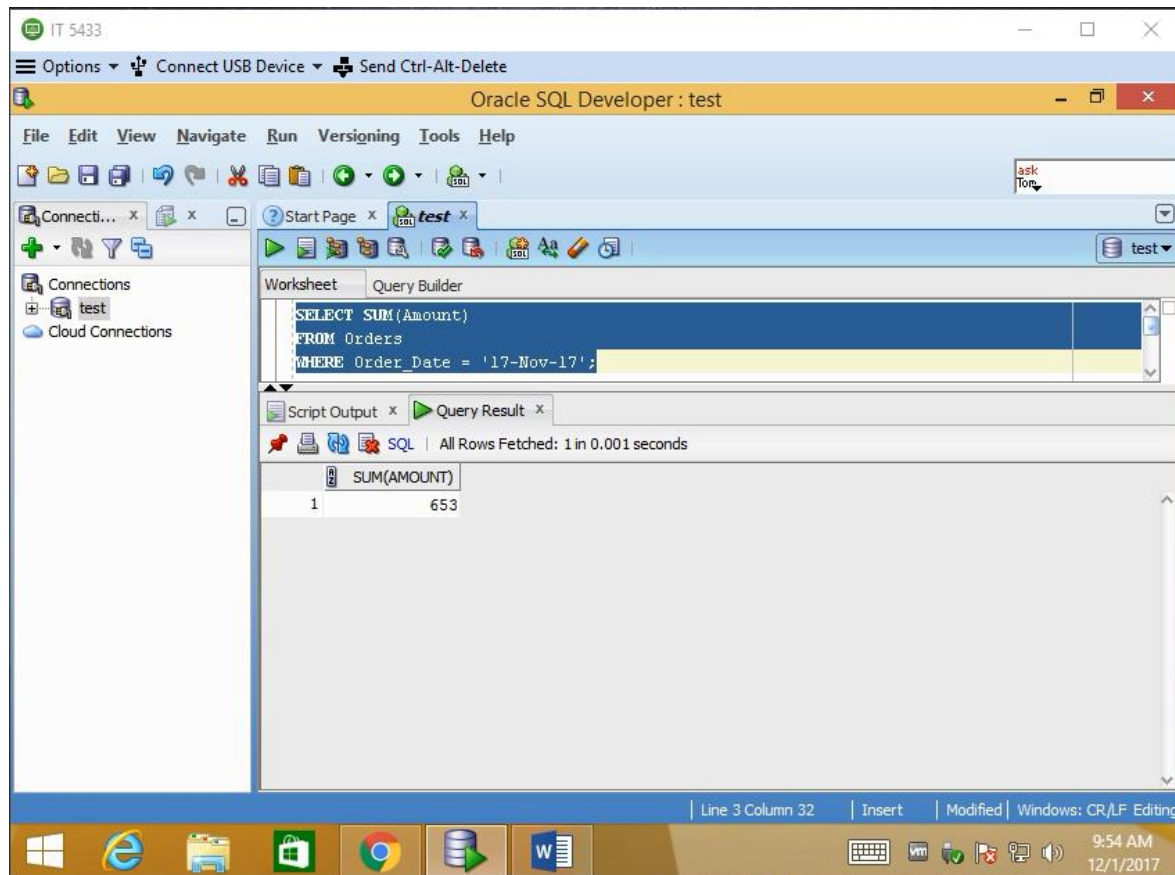 IT 5433
Options Connect USB Device Send Ctrl-Alt-Delete
Oracle SQL Developer : test
File Edit View Navigate Run Versioning Tools Help
ask Tom
Connecti... Start Page test
test
Connections
test
Cloud Connections
Worksheet Query Builder
SELECT SUM(Amount)
FROM Orders
WHERE Order_Date = '17-Nov-17';
Script Output Query Result
SQL | All Rows Fetched: 1 in 0.001 seconds
SUM(AMOUNT)
1 653
Line 3 Column 32 | Insert | Modified | Windows: CR/LF Editing
9:54 AM
12/1/2017